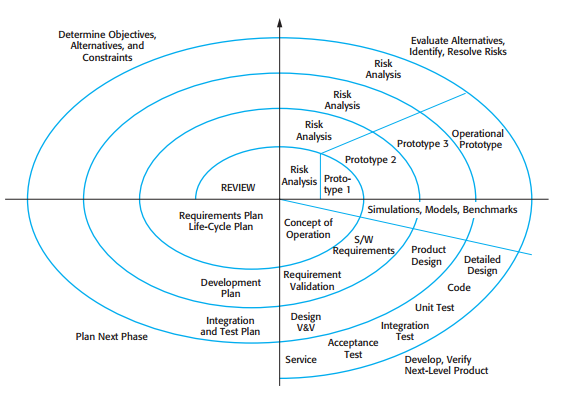 Determine Objectives,
Alternatives, and
Constraints
Evaluate Alternatives,
Identify, Resolve Risks
Risk
Analysis
Risk
Analysis
Risk
Analysis
Risk
Analysis
Proto-
type 1
Prototype 2
Prototype 3
Operational
Prototype
REVIEW
Requirements Plan
Life-Cycle Plan
Concept of
Operation
Simulations, Models, Benchmarks
S/W
Requirements
Product
Design
Detailed
Design
Development
Plan
Requirement
Validation
Code
Unit Test
Integration
and Test Plan
Design
V&V
Integration
Test
Plan Next Phase
Acceptance
Test
Service
Develop, Verify
Next-Level Product